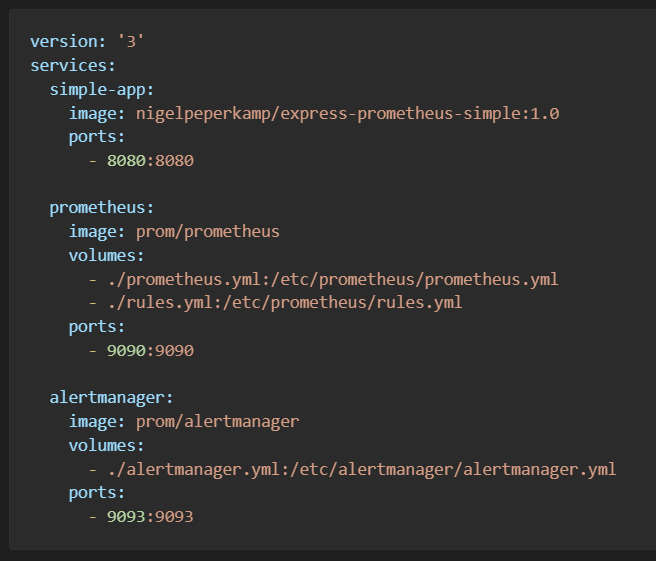 version: '3'
services:
  simple-app:
    image: nigelpeperkamp/express-prometheus-simple:1.0
    ports:
      - 8080:8080

  prometheus:
    image: prom/prometheus
    volumes:
      - ./prometheus.yml:/etc/prometheus/prometheus.yml
      - ./rules.yml:/etc/prometheus/rules.yml
    ports:
      - 9090:9090

  alertmanager:
    image: prom/alertmanager
    volumes:
      - ./alertmanager.yml:/etc/alertmanager/alertmanager.yml
    ports:
      - 9093:9093